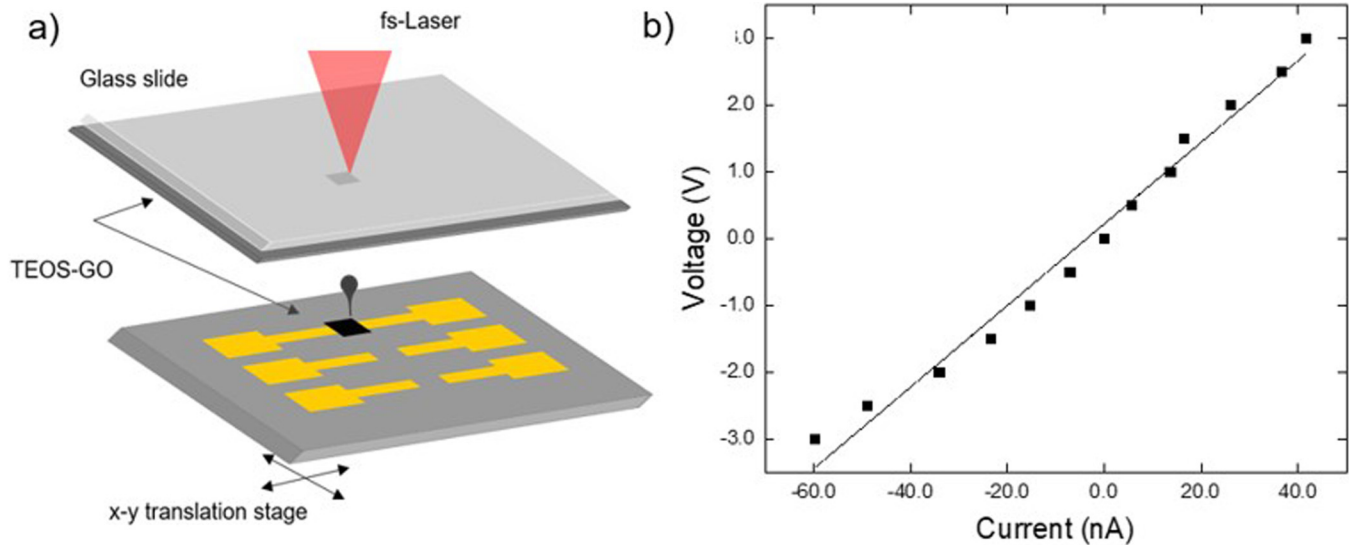 a)
fs-Laser
Glass slide
TEOS-GO
x-y translation stage
b)
Voltage (V)
2.0
1.0
0.0
-1.0
-2.0
-3.0
-60.0 -40.0 -20.0 0.0 20.0 40.0
Current (nA)